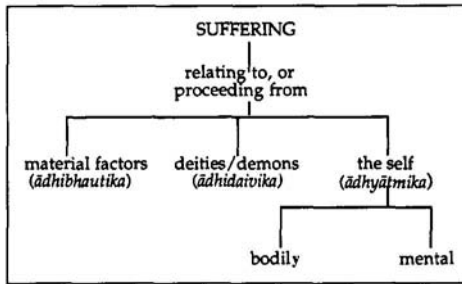 SUFFERING
relating to, or
proceeding from
material factors deities/demons the self
(ādhibhautika) (ādhidaivika) (ādhyātmika)
bodily mental